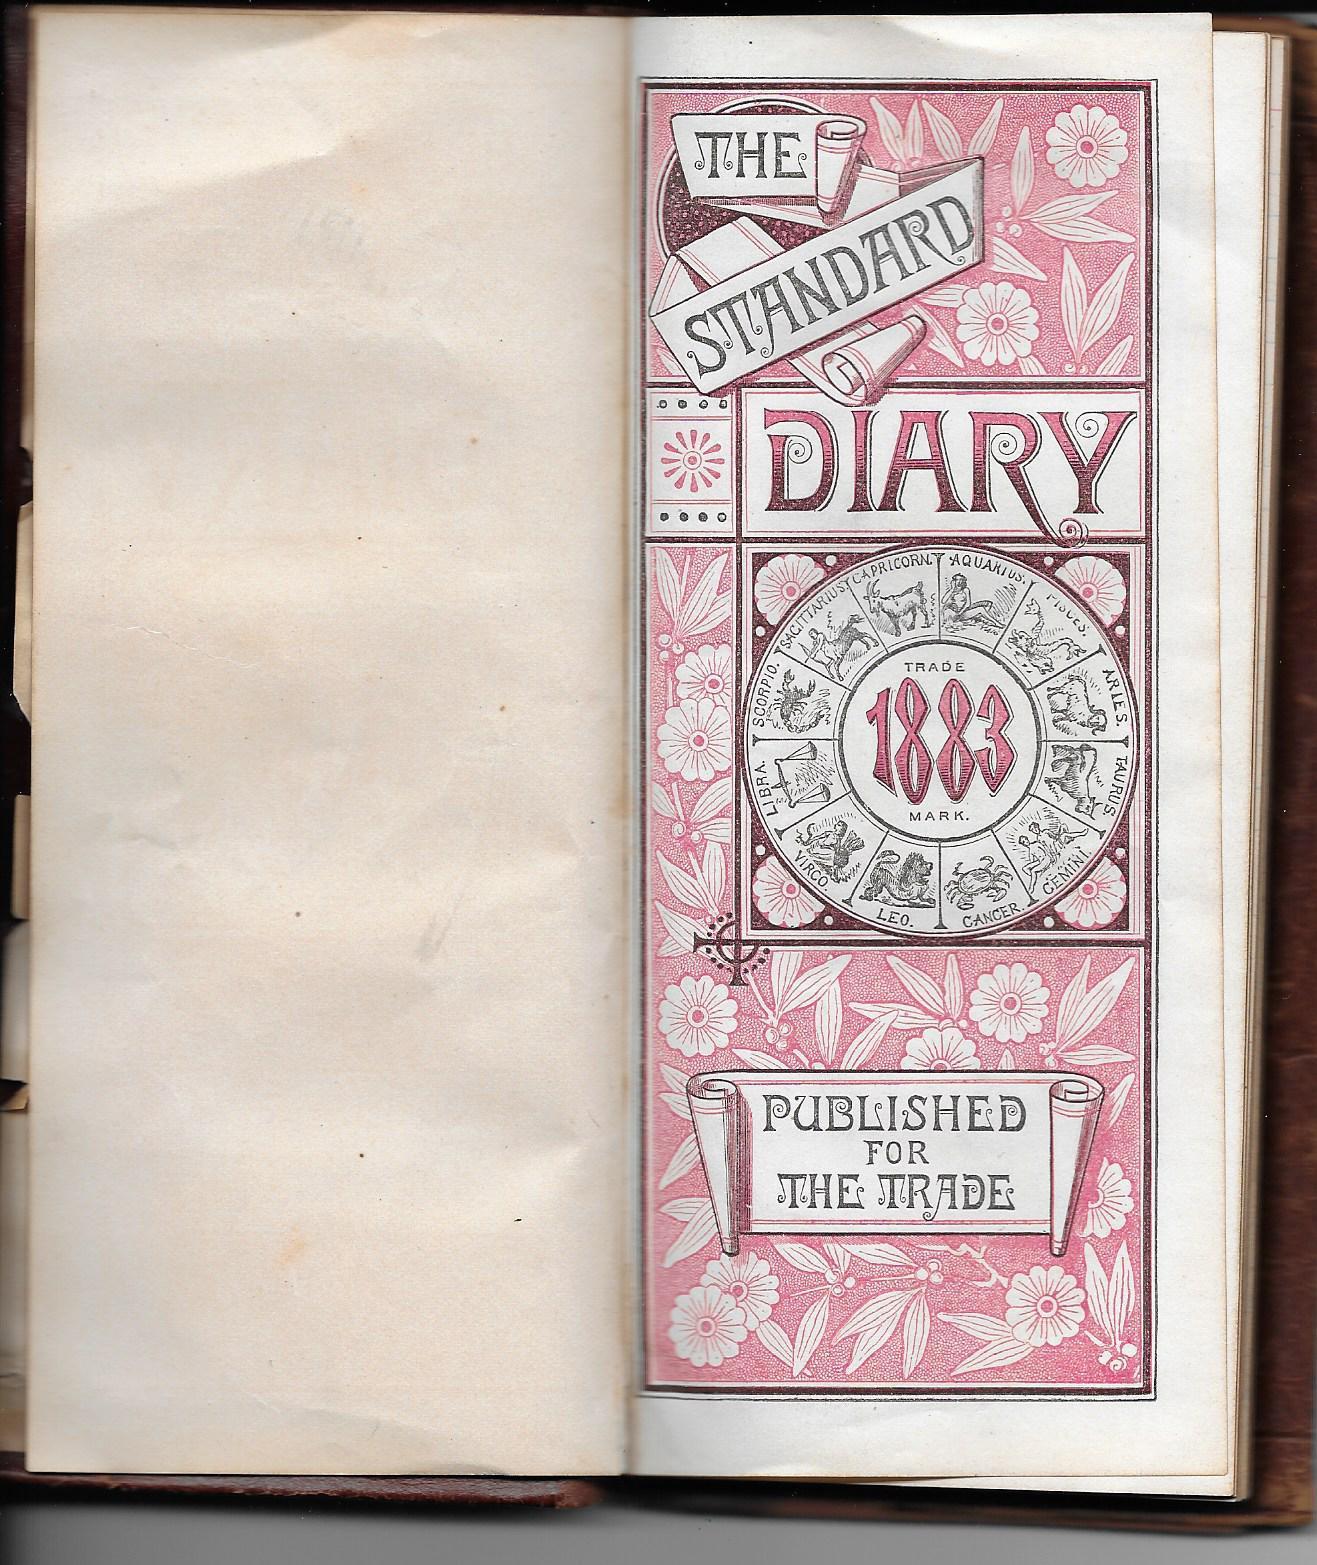 THE
STANDARD
DIARY
CAPRICORN.
AQUARIUS.
PISCES.
ARIES.
TAURUS.
GEMINI.
CANCER.
LEO.
VIRGO.
LIBRA.
SCORPIO.
SAGITTARIUS.
TRADE
1883
MARK.
PUBLISHED
FOR
THE TRADE